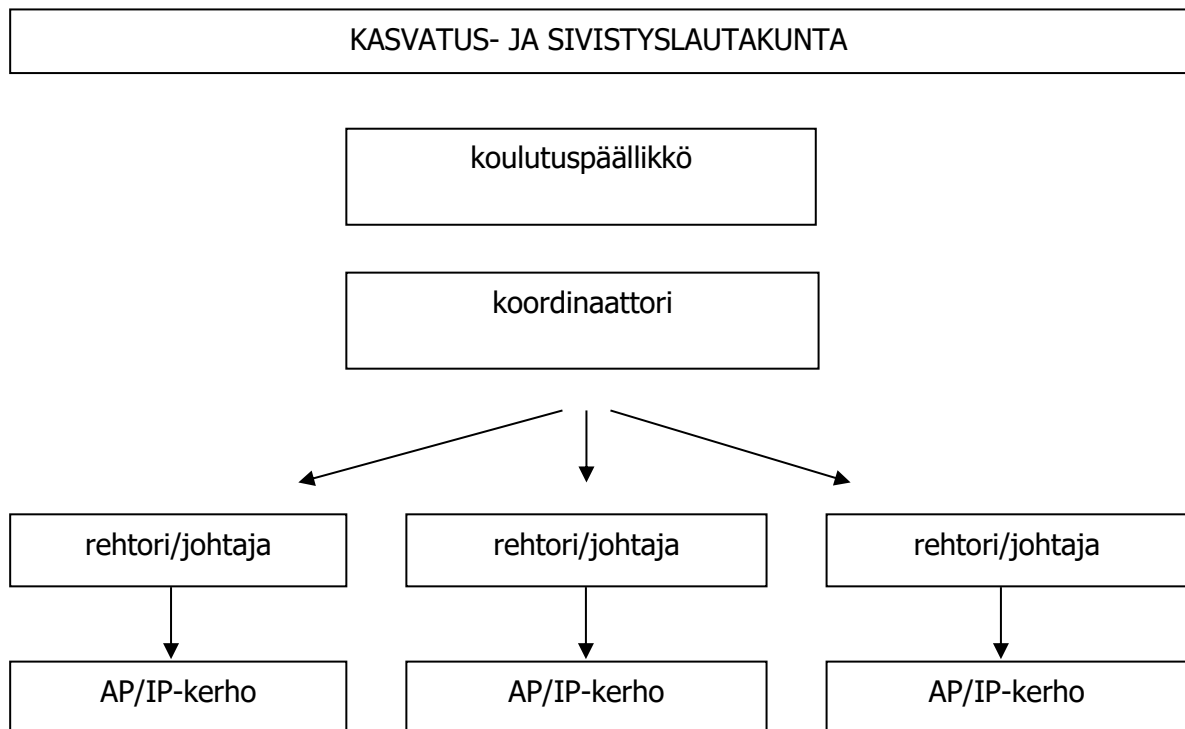 KASVATUS- JA SIVISTYSLAUTAKUNTA
koulutuspäällikkö
koordinaattori
rehtori/johtaja
rehtori/johtaja
rehtori/johtaja
AP/IP-kerho
AP/IP-kerho
AP/IP-kerho